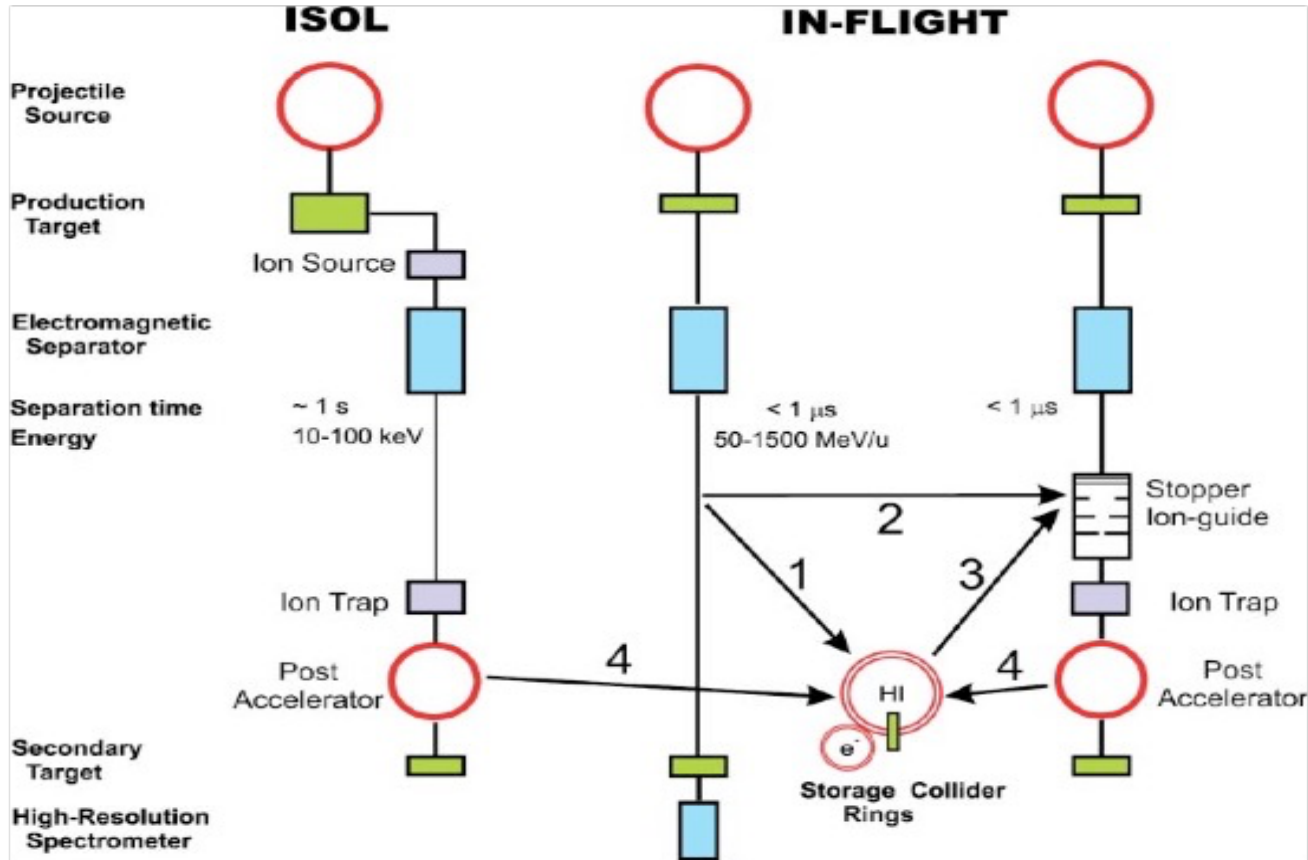 ISOL
IN-FLIGHT
Projectile
Source
Production
Target
Ion Source
Electromagnetic
Separator
Separation time
~ 1 s
< 1 μs
< 1 μs
Energy
10-100 keV
50-1500 MeV/u
Stopper
Ion-guide
2
1
3
Ion Trap
Ion Trap
Post
Accelerator
4
HI
4
Post
Accelerator
e-
Secondary
Target
Storage Collider
Rings
High-Resolution
Spectrometer